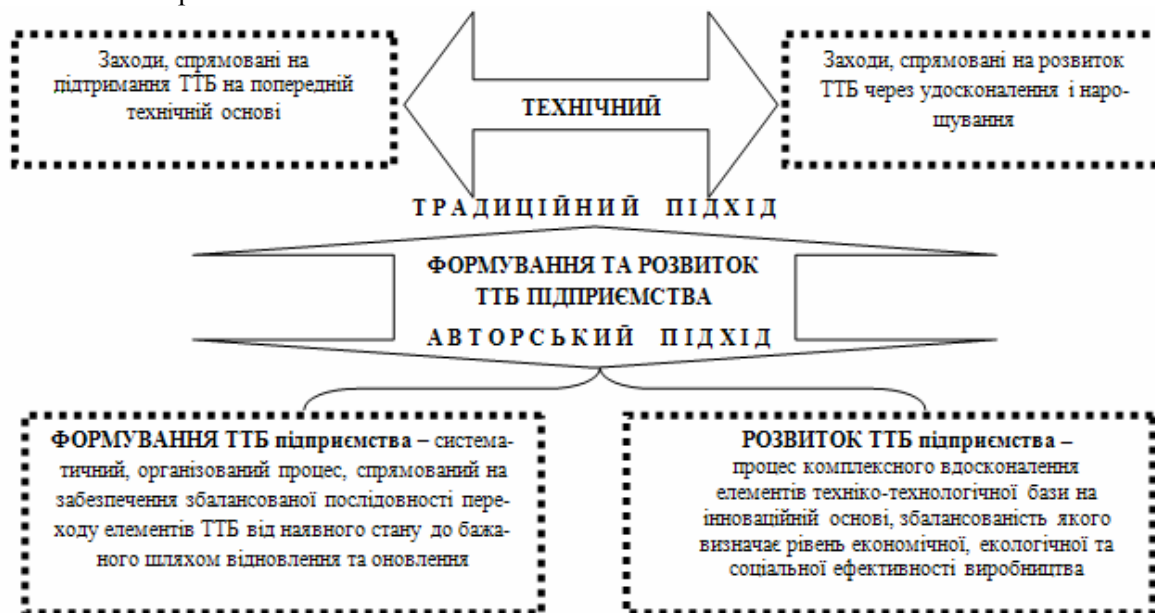 Заходи, спрямовані на
підтримання ТТБ на попередній
технічній основі
ТЕХНІЧНИЙ
Заходи, спрямовані на розвиток
ТТБ через удосконалення і наро-
щування
ТРАДИЦІЙНИЙ ПІДХІД
ФОРМУВАННЯ ТА РОЗВИТОК
ТТБ ПІДПРИЄМСТВА
АВТОРСЬКИЙ ПІДХІД
ФОРМУВАННЯ ТТБ підприємства – система-
тичний, організований процес, спрямований на
забезпечення збалансованої послідовності пере-
ходу елементів ТТБ від наявного стану до бажа-
ного шляхом відновлення та оновлення
РОЗВИТОК ТТБ підприємства –
процес комплексного вдосконалення
елементів техніко-технологічної бази на
інноваційній основі, збалансованість якого
визначає рівень економічної, екологічної та
соціальної ефективності виробництва